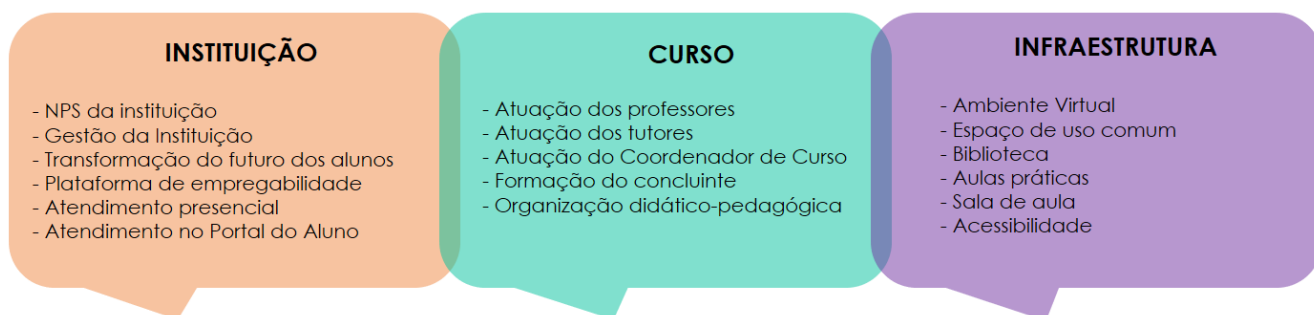 INSTITUIÇÃO
- NPS da instituição
- Gestão da Instituição
- Transformação do futuro dos alunos
- Plataforma de empregabilidade
- Atendimento presencial
- Atendimento no Portal do Aluno
CURSO
- Atuação dos professores
- Atuação dos tutores
- Atuação do Coordenador de Curso
- Formação do concluinte
- Organização didático-pedagógica
INFRAESTRUTURA
- Ambiente Virtual
- Espaço de uso comum
- Biblioteca
- Aulas práticas
- Sala de aula
- Acessibilidade